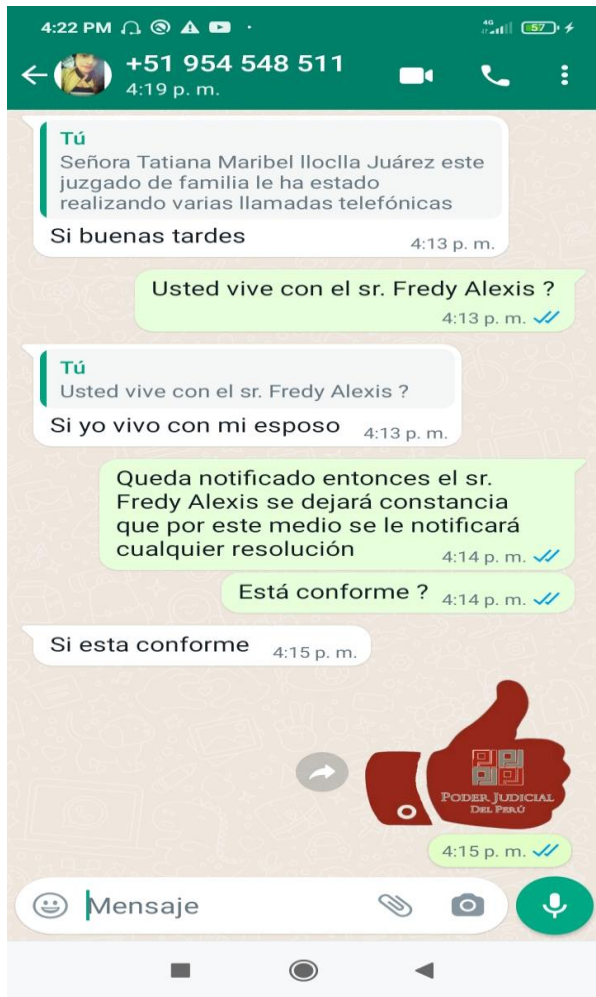 4:22 PM
4G
57
+51 954 548 511
4:19 p. m.
Tú
Señora Tatiana Maribel lloclla Juárez este
juzgado de familia le ha estado
realizando varias llamadas telefónicas
Si buenas tardes
4:13 p. m.
Usted vive con el sr. Fredy Alexis ?
4:13 p. m.
Tú
Usted vive con el sr. Fredy Alexis ?
Si yo vivo con mi esposo
4:13 p. m.
Queda notificado entonces el sr.
Fredy Alexis se dejará constancia
que por este medio se le notificará
cualquier resolución
4:14 p. m.
Está conforme ?
4:14 p. m.
Si esta conforme
4:15 p. m.
PODER JUDICIAL
DEL PERÚ
4:15 p. m.
Mensaje